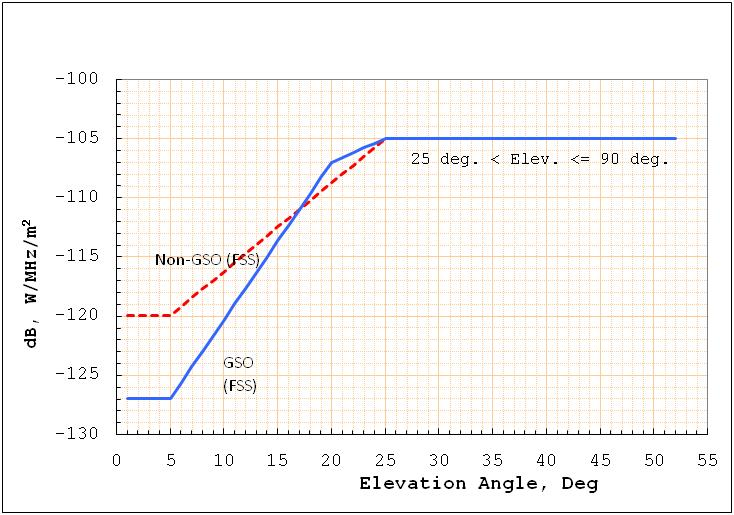 -100
-105
25 deg. < Elev. <= 90 deg.
-110
-115
Non-GSO (FSS)
-120
-125
GSO
(FSS)
-130
dB, W/MHz/m²
0 5 10 15 20 25 30 35 40 45 50 55
Elevation Angle, Deg